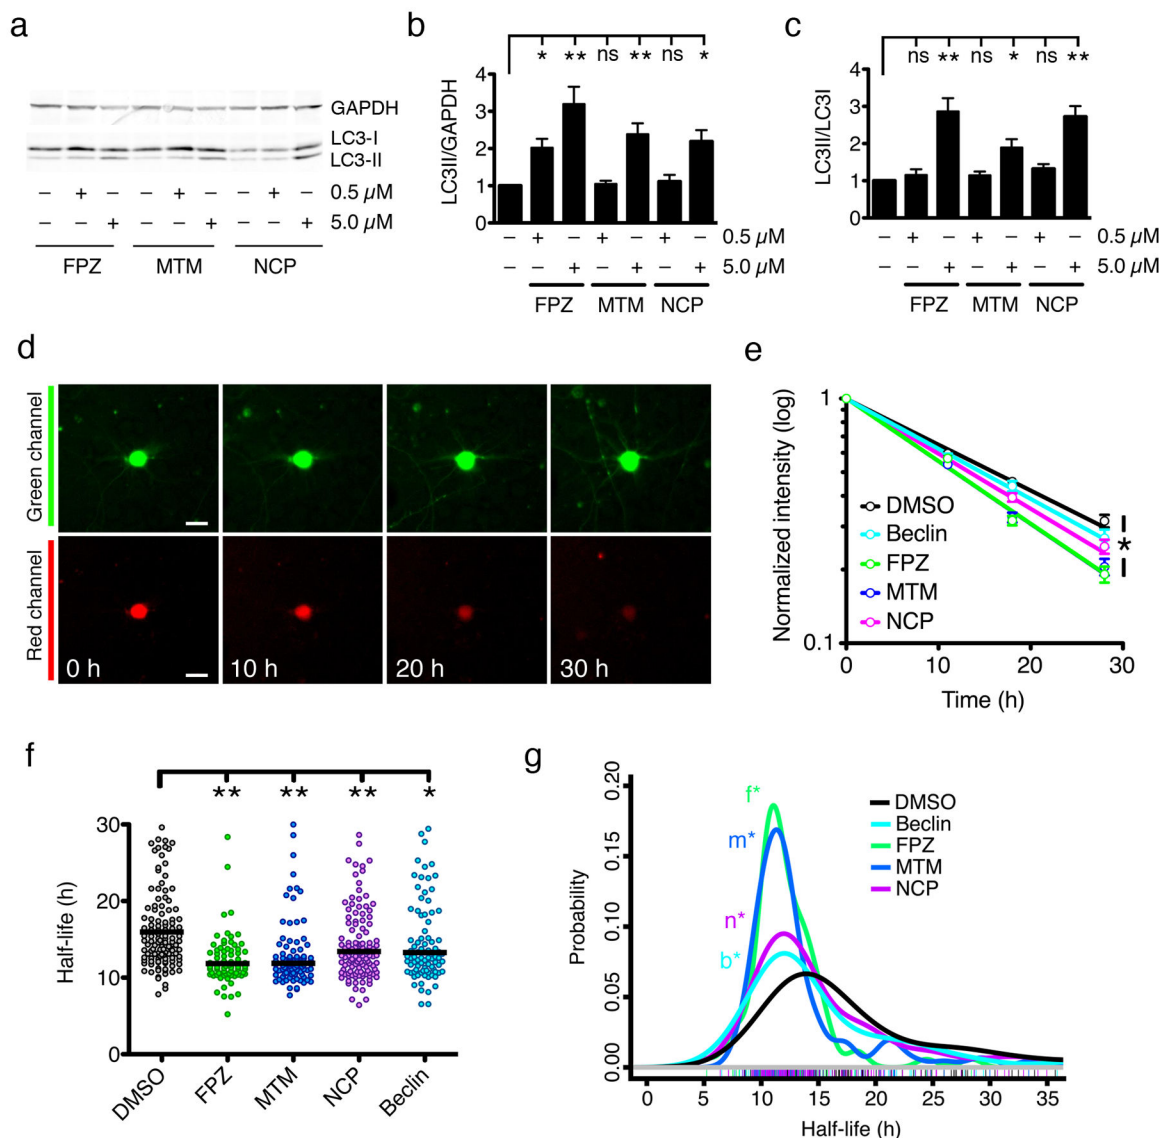 a
GAPDH
LC3-I
LC3-II
– + – – + – – + – 0.5 µM
– – + – – + – – + 5.0 µM
FPZ MTM NCP
b
* ** ns ** ns *
4
3
2
1
0
LC3II/GAPDH
– + – + – + – 0.5 µM
– – + – + – + 5.0 µM
FPZ MTM NCP
c
ns ** ns * ns **
4
3
2
1
0
LC3II/LC3I
– + – + – + – 0.5 µM
– – + – + – + 5.0 µM
FPZ MTM NCP
d
Green channel
Red channel
0 h 10 h 20 h 30 h
e
Normalized intensity (log)
1
0.1
DMSO
Beclin
FPZ
MTM
NCP
*
0 10 20 30
Time (h)
f
** ** ** *
Half-life (h)
30
20
10
0
DMSO FPZ MTM NCP Beclin
g
Probability
0.20
0.15
0.10
0.05
0.00
f*
m*
n*
b*
DMSO
Beclin
FPZ
MTM
NCP
0 5 10 15 20 25 30 35
Half-life (h)